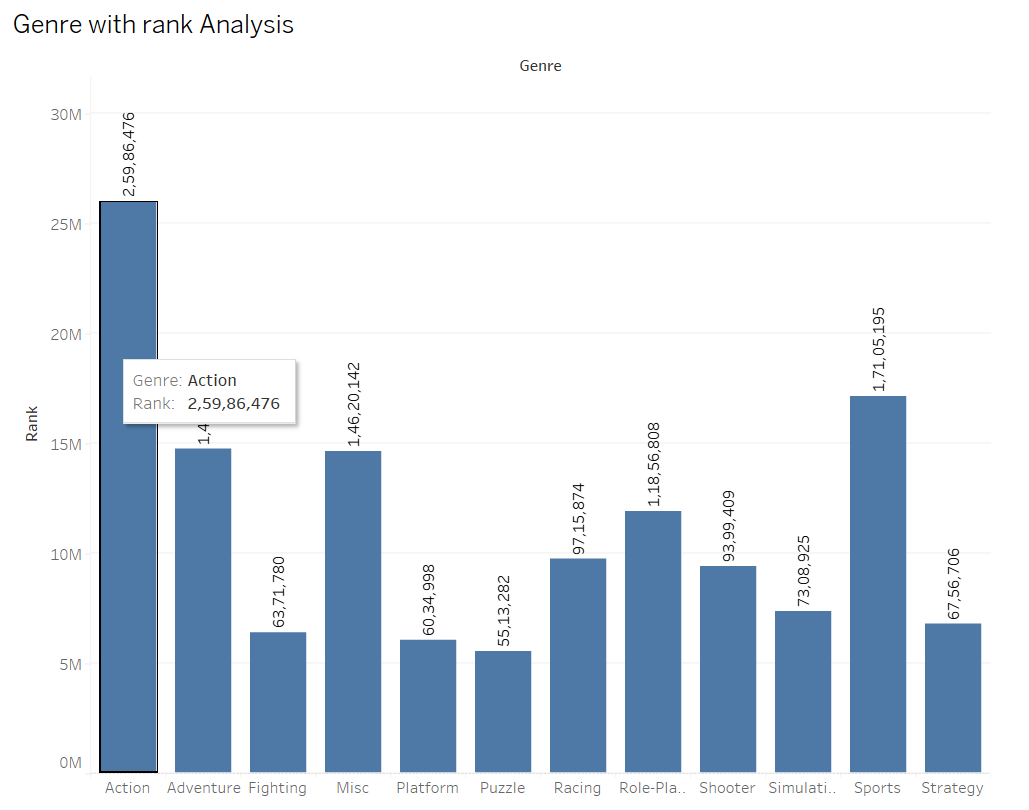 Genre with rank Analysis
Genre
30M
25M
20M
15M
10M
5M
0M
Rank
2,59,86,476
1,4
63,71,780
1,46,20,142
60,34,998
55,13,282
97,15,874
1,18,56,808
93,99,409
73,08,925
1,71,05,195
67,56,706
Genre: Action
Rank: 2,59,86,476
Action Adventure Fighting Misc Platform Puzzle Racing Role-Pla.. Shooter Simulati.. Sports Strategy